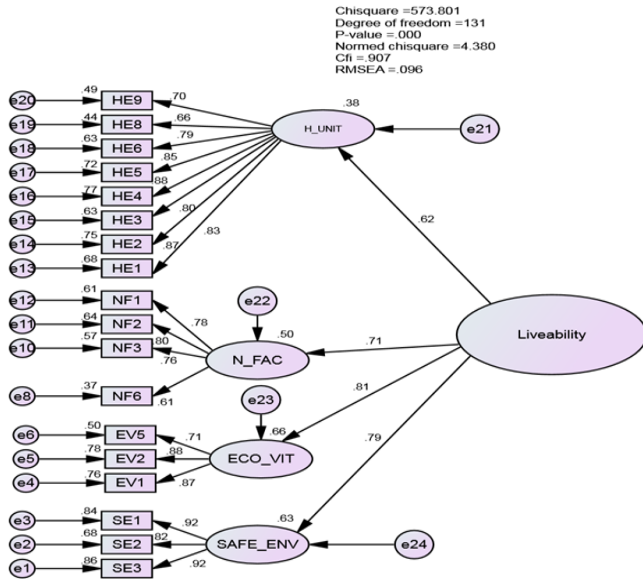 Chisquare =573.801
Degree of freedom =131
P-value =.000
Normed chisquare =4.380
Cfi =.907
RMSEA =.096
e20 .49 HE9 .70
e19 .44 HE8 .66
e18 .63 HE6 .79
e17 .72 HE5 .85
e16 .77 HE4 .88
e15 .63 HE3 .80
e14 .75 HE2 .87
e13 .68 HE1 .83
.38
H_UNIT
e21
.62
e12 .61 NF1 .78
e11 .64 NF2 .80
e10 .57 NF3 .76
e8 .37 NF6 .61
e22
.50
N_FAC
.71
Liveability
e23
.81
e6 .50 EV5 .71
e5 .78 EV2 .88
e4 .76 EV1 .87
.66
ECO_VIT
.79
e3 .84 SE1 .92
e2 .68 SE2 .82
e1 .86 SE3 .92
.63
SAFE_ENV
e24